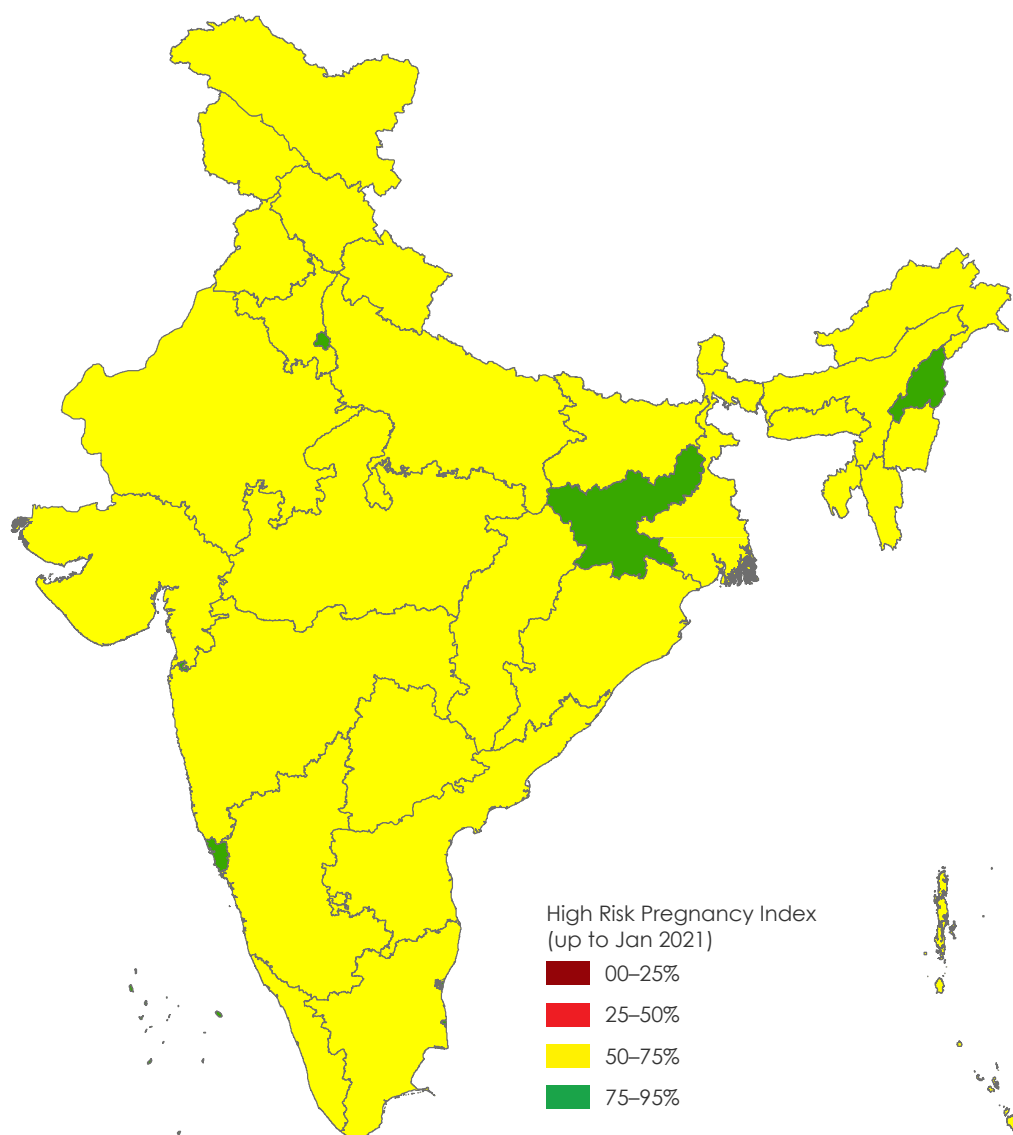 High Risk Pregnancy Index
(up to Jan 2021)
00–25%
25–50%
50–75%
75–95%